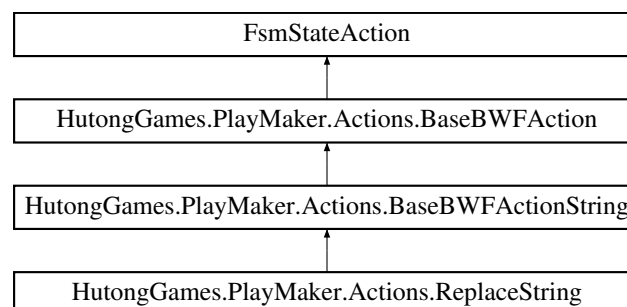 FsmStateAction
HutongGames.PlayMaker.Actions.BaseBWFAction
HutongGames.PlayMaker.Actions.BaseBWFActionString
HutongGames.PlayMaker.Actions.ReplaceString